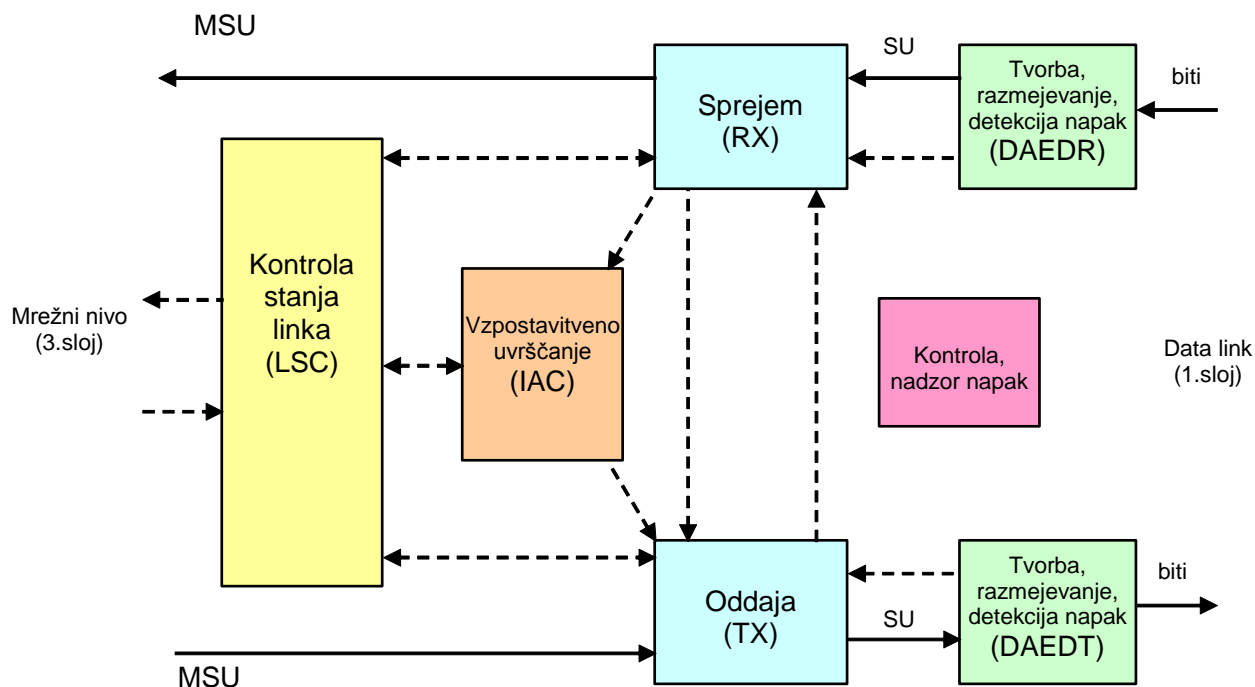 MSU
SU
Tvorba,
razmejevanje,
detekcija napak
(DAEDR)
biti
Sprejem
(RX)
Kontrola
stanja
linka
(LSC)
Mrežni nivo
(3.sloj)
Vzpostavitveno
uvrščanje
(IAC)
Kontrola,
nadzor napak
Data link
(1.sloj)
Oddaja
(TX)
SU
Tvorba,
razmejevanje,
detekcija napak
(DAEDT)
biti
MSU